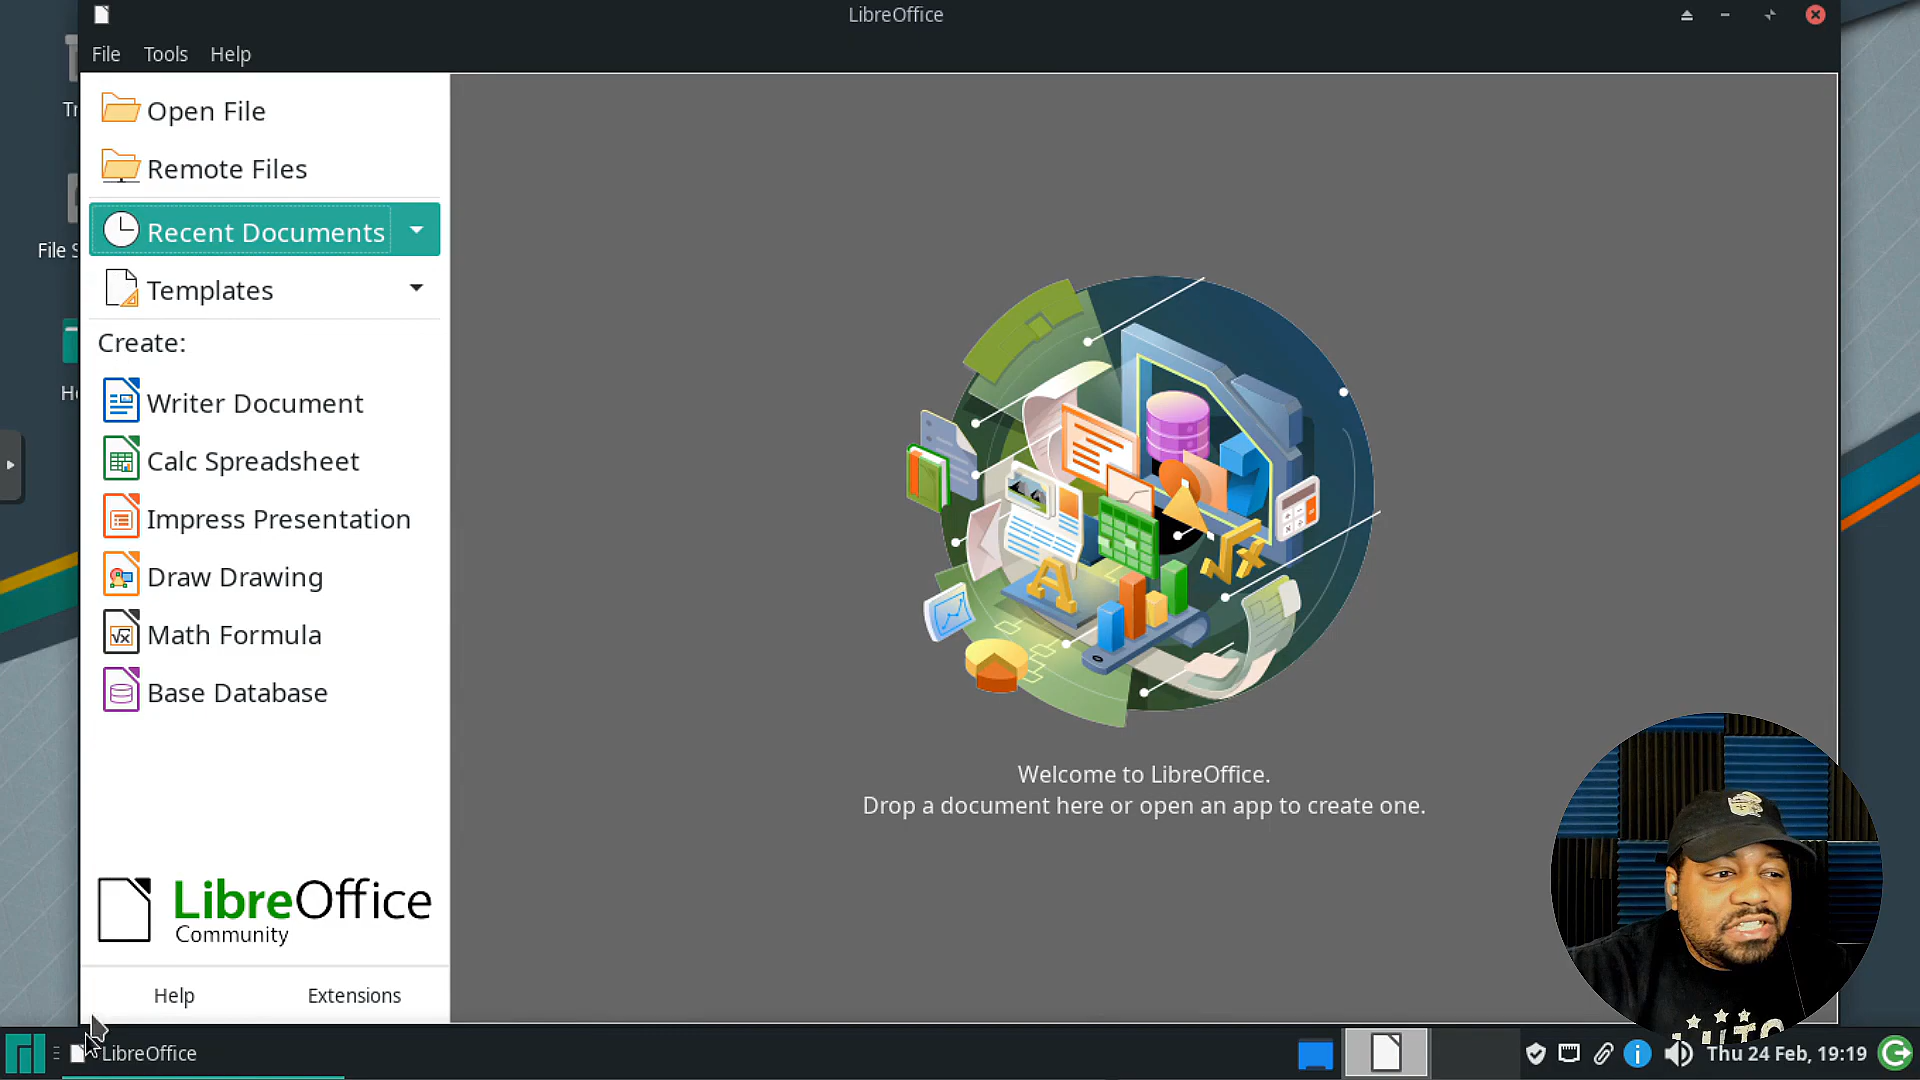 LibreOffice
File Tools Help
Open File
Remote Files
Recent Documents
Templates
Create:
Writer Document
Calc Spreadsheet
Impress Presentation
Draw Drawing
Math Formula
Base Database
Welcome to LibreOffice.
Drop a document here or open an app to create one.
LibreOffice
Community
Help Extensions
LibreOffice
Thu 24 Feb, 19:19